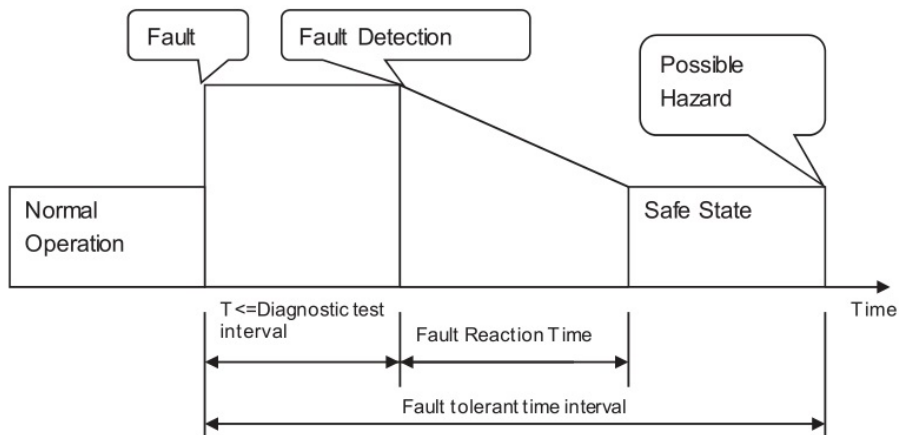 Fault
Fault Detection
Possible
Hazard
Normal
Operation
Safe State
T<=Diagnostic test
interval
Time
Fault Reaction Time
Fault tolerant time interval